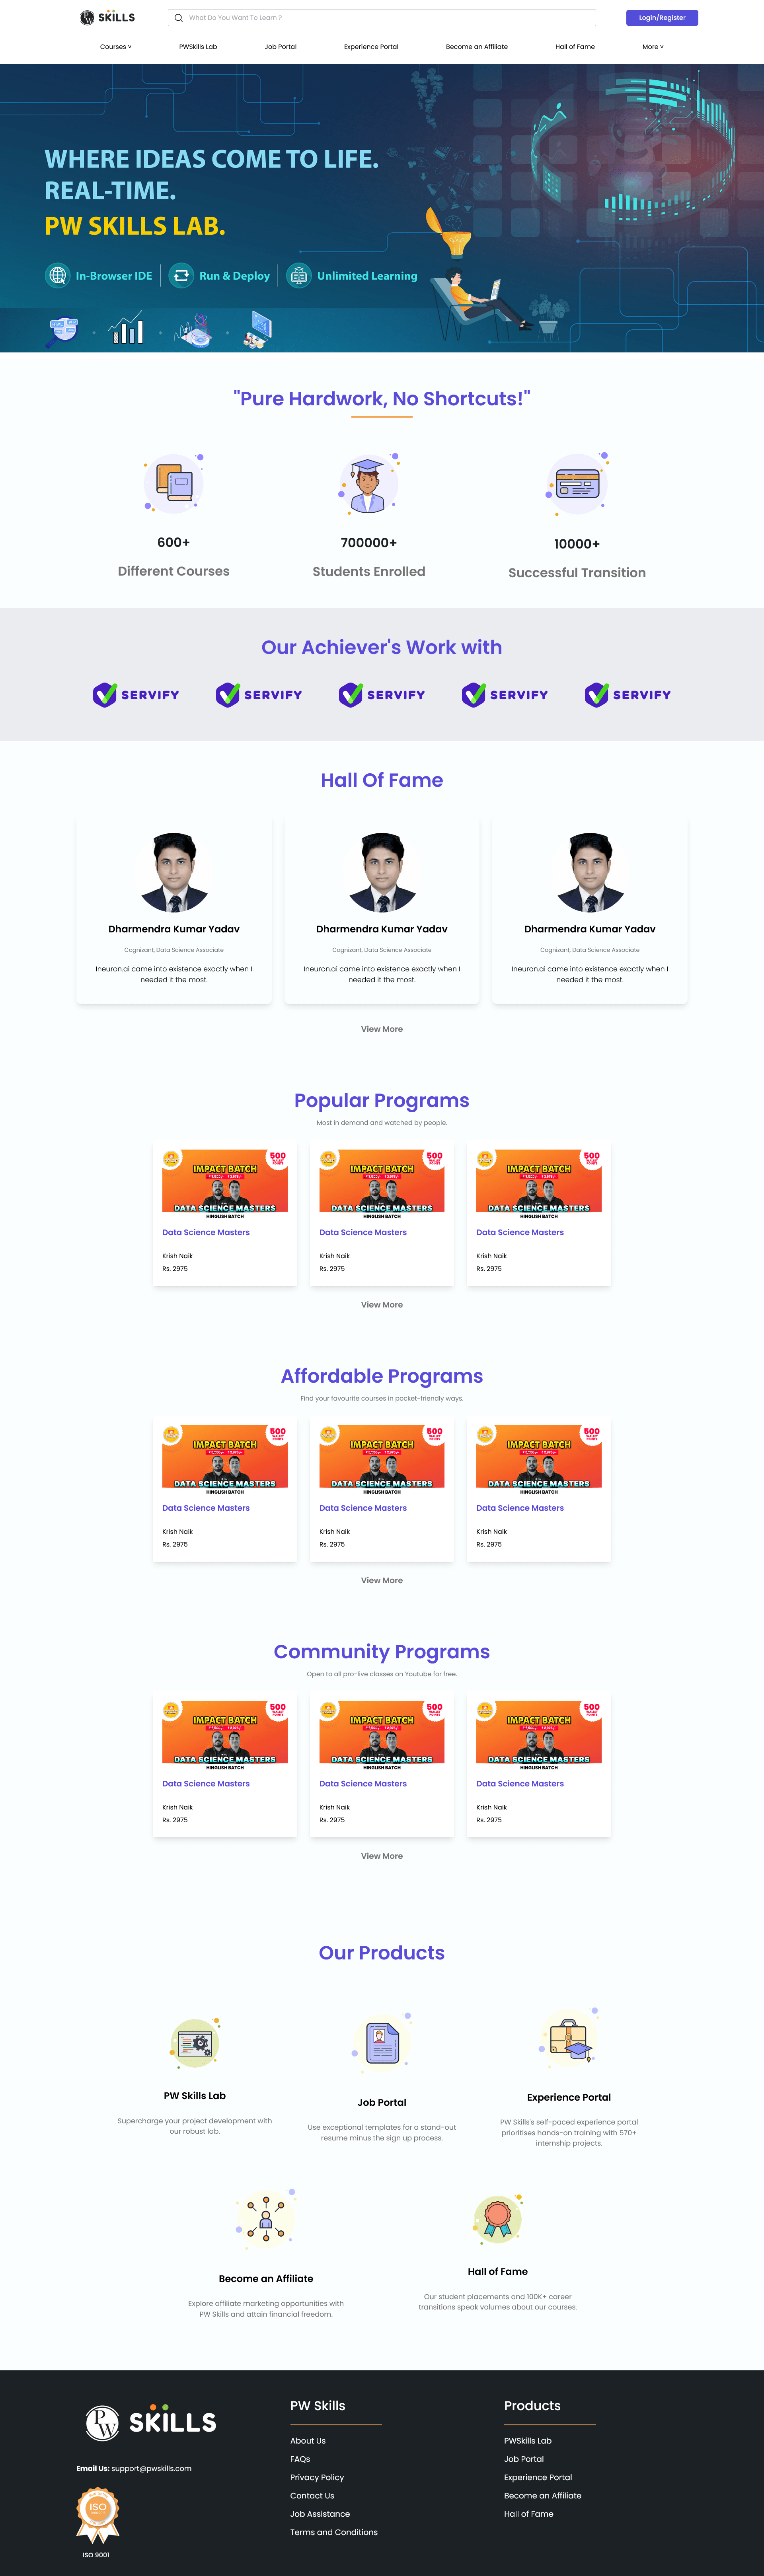 PW SKILLS
What Do You Want To Learn ?
Login/Register
Courses
PWSkills Lab
Job Portal
Experience Portal
Become an Affiliate
Hall of Fame
More
WHERE IDEAS COME TO LIFE.
REAL-TIME.
PW SKILLS LAB.
In-Browser IDE
Run & Deploy
Unlimited Learning
"Pure Hardwork, No Shortcuts!"
600+
Different Courses
700000+
Students Enrolled
10000+
Successful Transition
Our Achiever's Work with
SERVIFY
SERVIFY
SERVIFY
SERVIFY
SERVIFY
Hall Of Fame
Dharmendra Kumar Yadav
Cognizant, Data Science Associate
Ineuron.ai came into existence exactly when I
needed it the most.
Dharmendra Kumar Yadav
Cognizant, Data Science Associate
Ineuron.ai came into existence exactly when I
needed it the most.
Dharmendra Kumar Yadav
Cognizant, Data Science Associate
Ineuron.ai came into existence exactly when I
needed it the most.
View More
Popular Programs
Most in demand and watched by people.
500
WALLET
POINTS
IMPACT BATCH
DATA SCIENCE MASTERS
HINGLISH BATCH
Data Science Masters
Krish Naik
Rs. 2975
500
WALLET
POINTS
IMPACT BATCH
DATA SCIENCE MASTERS
HINGLISH BATCH
Data Science Masters
Krish Naik
Rs. 2975
500
WALLET
POINTS
IMPACT BATCH
DATA SCIENCE MASTERS
HINGLISH BATCH
Data Science Masters
Krish Naik
Rs. 2975
View More
Affordable Programs
Find your favourite courses in pocket-friendly ways.
500
WALLET
POINTS
IMPACT BATCH
DATA SCIENCE MASTERS
HINGLISH BATCH
Data Science Masters
Krish Naik
Rs. 2975
500
WALLET
POINTS
IMPACT BATCH
DATA SCIENCE MASTERS
HINGLISH BATCH
Data Science Masters
Krish Naik
Rs. 2975
500
WALLET
POINTS
IMPACT BATCH
DATA SCIENCE MASTERS
HINGLISH BATCH
Data Science Masters
Krish Naik
Rs. 2975
View More
Community Programs
Open to all pro-live classes on Youtube for free.
500
WALLET
POINTS
IMPACT BATCH
DATA SCIENCE MASTERS
HINGLISH BATCH
Data Science Masters
Krish Naik
Rs. 2975
500
WALLET
POINTS
IMPACT BATCH
DATA SCIENCE MASTERS
HINGLISH BATCH
Data Science Masters
Krish Naik
Rs. 2975
500
WALLET
POINTS
IMPACT BATCH
DATA SCIENCE MASTERS
HINGLISH BATCH
Data Science Masters
Krish Naik
Rs. 2975
View More
Our Products
PW Skills Lab
Supercharge your project development with
our robust lab.
Job Portal
Use exceptional templates for a stand-out
resume minus the sign up process.
Experience Portal
PW Skills's self-paced experience portal
prioritises hands-on training with 570+
internship projects.
Become an Affiliate
Explore affiliate marketing opportunities with
PW Skills and attain financial freedom.
Hall of Fame
Our student placements and 100K+ career
transitions speak volumes about our courses.
PW SKILLS
Email Us: support@pwskills.com
ISO
ISO 9001
PW Skills
About Us
FAQs
Privacy Policy
Contact Us
Job Assistance
Terms and Conditions
Products
PWSkills Lab
Job Portal
Experience Portal
Become an Affiliate
Hall of Fame